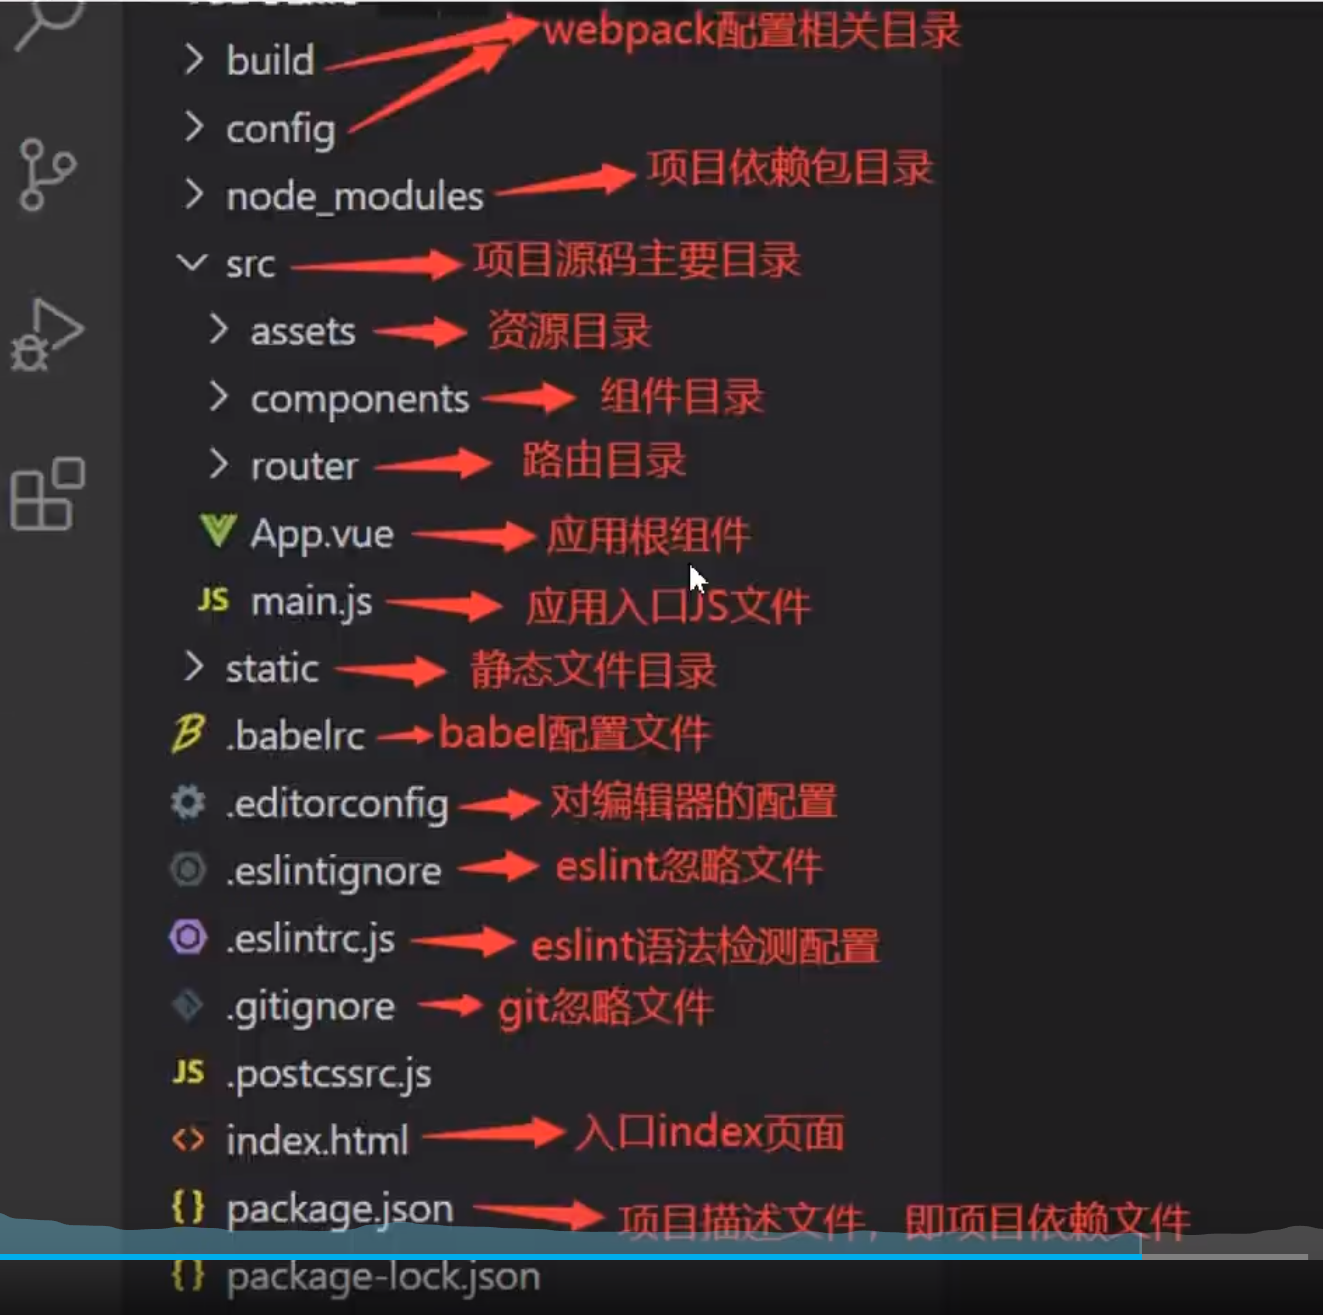 webpack配置相关目录
build
config
node_modules 项目依赖包目录
src 项目源码主要目录
assets 资源目录
components 组件目录
router 路由目录
App.vue 应用根组件
JS main.js 应用入口JS文件
static 静态文件目录
B .babelrc babel配置文件
.editorconfig 对编辑器的配置
.eslintignore eslint忽略文件
.eslintrc.js eslint语法检测配置
.gitignore git忽略文件
JS .postcssrc.js
<> index.html 入口index页面
{} package.json 项目描述文件，即项目依赖文件
{} package-lock.json